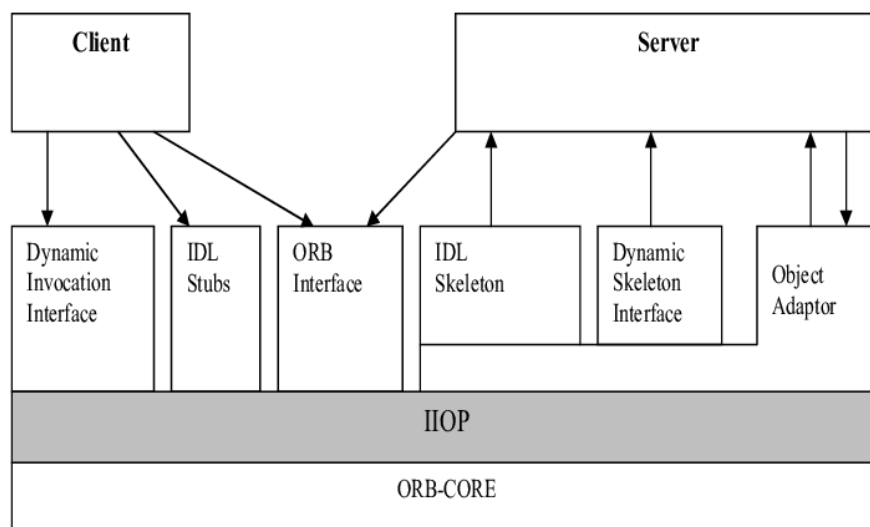 Client
Server
Dynamic
Invocation
Interface
IDL
Stubs
ORB
Interface
IDL
Skeleton
Dynamic
Skeleton
Interface
Object
Adaptor
IIOP
ORB-CORE